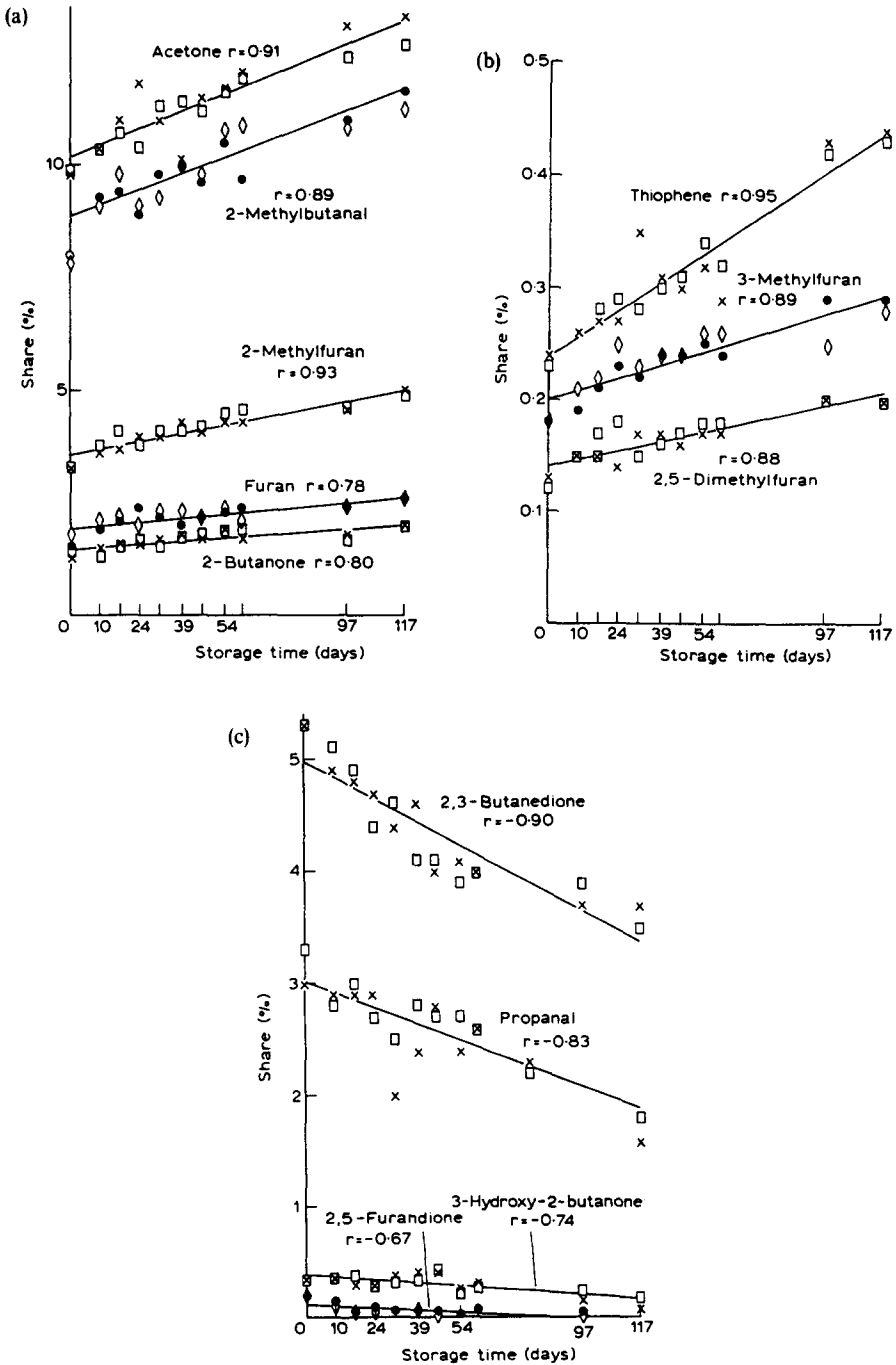 (a)
Acetone r=0·91
10
r=0·89
2-Methylbutanal
Share (%)
2-Methylfuran
r=0·93
5
Furan r=0·78
2-Butanone r=0·80
0 10 24 39 54 97 117
Storage time (days)
(b)
0·5
0·4
Thiophene r=0·95
0·3
3-Methylfuran
r=0·89
Share (%)
0·2
r=0·88
2,5-Dimethylfuran
0·1
0 10 24 39 54 97 117
Storage time (days)
(c)
5
2,3-Butanedione
r=-0·90
4
3
Propanal
r=-0·83
Share (%)
2
1
3-Hydroxy-2-butanone
r=-0·74
2,5-Furandione
r=-0·67
0 10 24 39 54 97 117
Storage time (days)